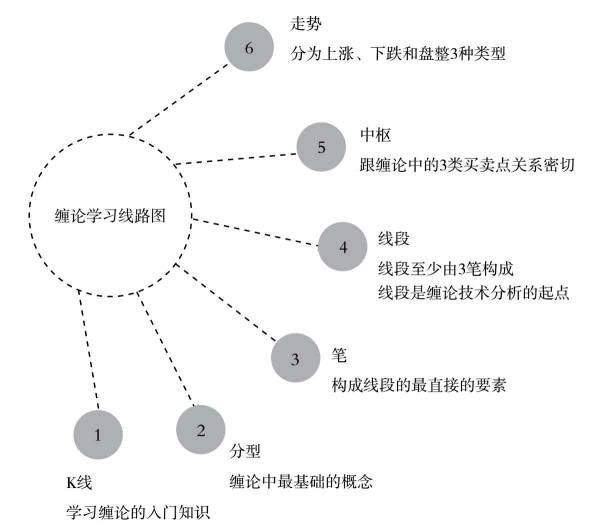 6
走势
分为上涨、下跌和盘整3种类型
5
中枢
跟缠论中的3类买卖点关系密切
缠论学习线路图
4
线段
线段至少由3笔构成
线段是缠论技术分析的起点
3
笔
构成线段的最直接的要素
1
K线
学习缠论的入门知识
2
分型
缠论中最基础的概念